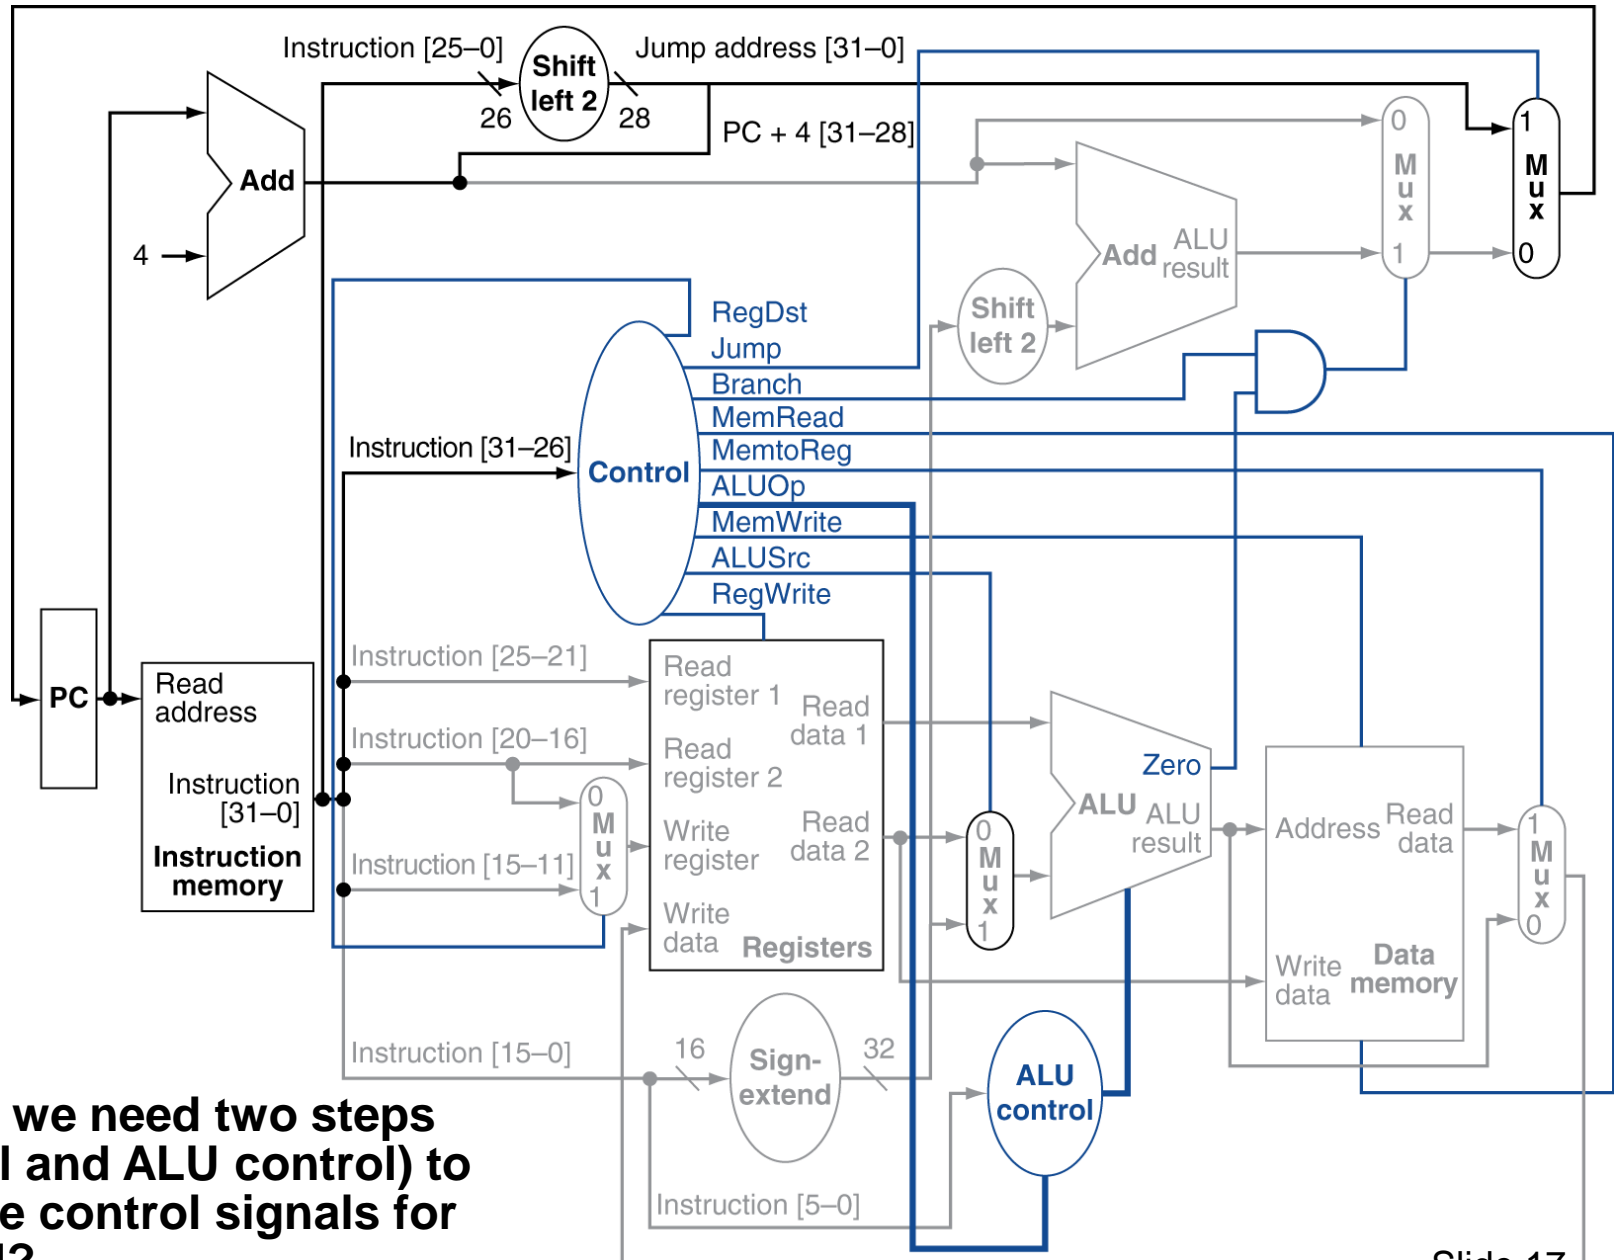 Instruction [25–0]
Shift
left 2
Jump address [31–0]
26
28
PC + 4 [31–28]
Add
4
0
M
u
x
1
1
M
u
x
0
Add
ALU
result
Shift
left 2
RegDst
Jump
Branch
MemRead
MemtoReg
ALUOp
MemWrite
ALUSrc
RegWrite
Instruction [31–26]
Control
PC
Read
address
Instruction
[31–0]
Instruction
memory
Instruction [25–21]
Instruction [20–16]
Instruction [15–11]
0
M
u
x
1
Read
register 1
Read
register 2
Write
register
Write
data
Read
data 1
Read
data 2
Registers
0
M
u
x
1
Zero
ALU
ALU
result
Address
Read
data
Write
data
Data
memory
1
M
u
x
0
Instruction [15–0]
16
Sign-
extend
32
ALU
control
Instruction [5–0]
we need two steps
and ALU control) to
control signals for
Slide 17